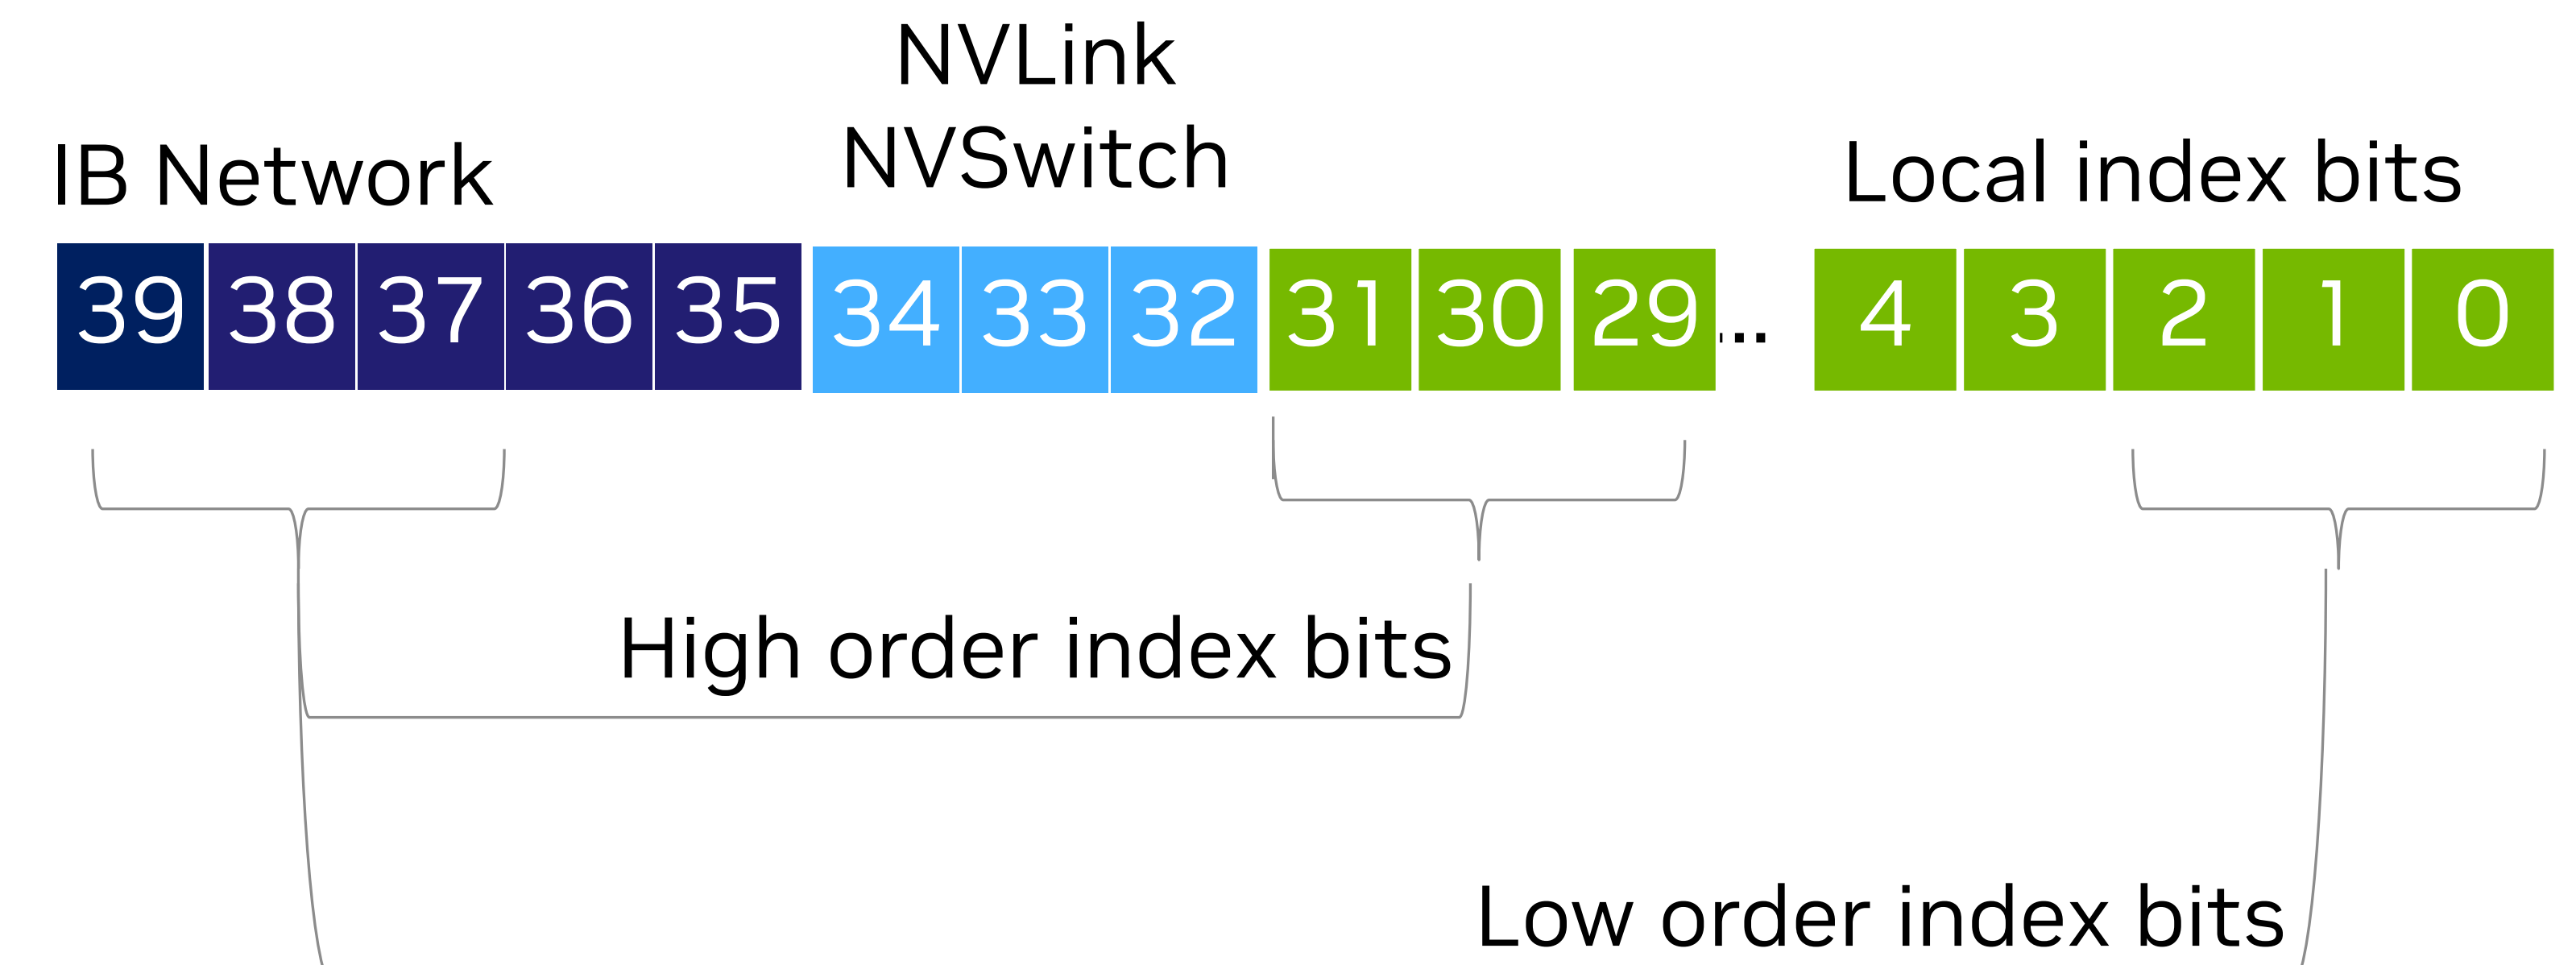 NVLink
NVSwitch
IB Network
Local index bits
39 38 37 36 35 34 33 32 31 30 29 ... 4 3 2 1 0
High order index bits
Low order index bits